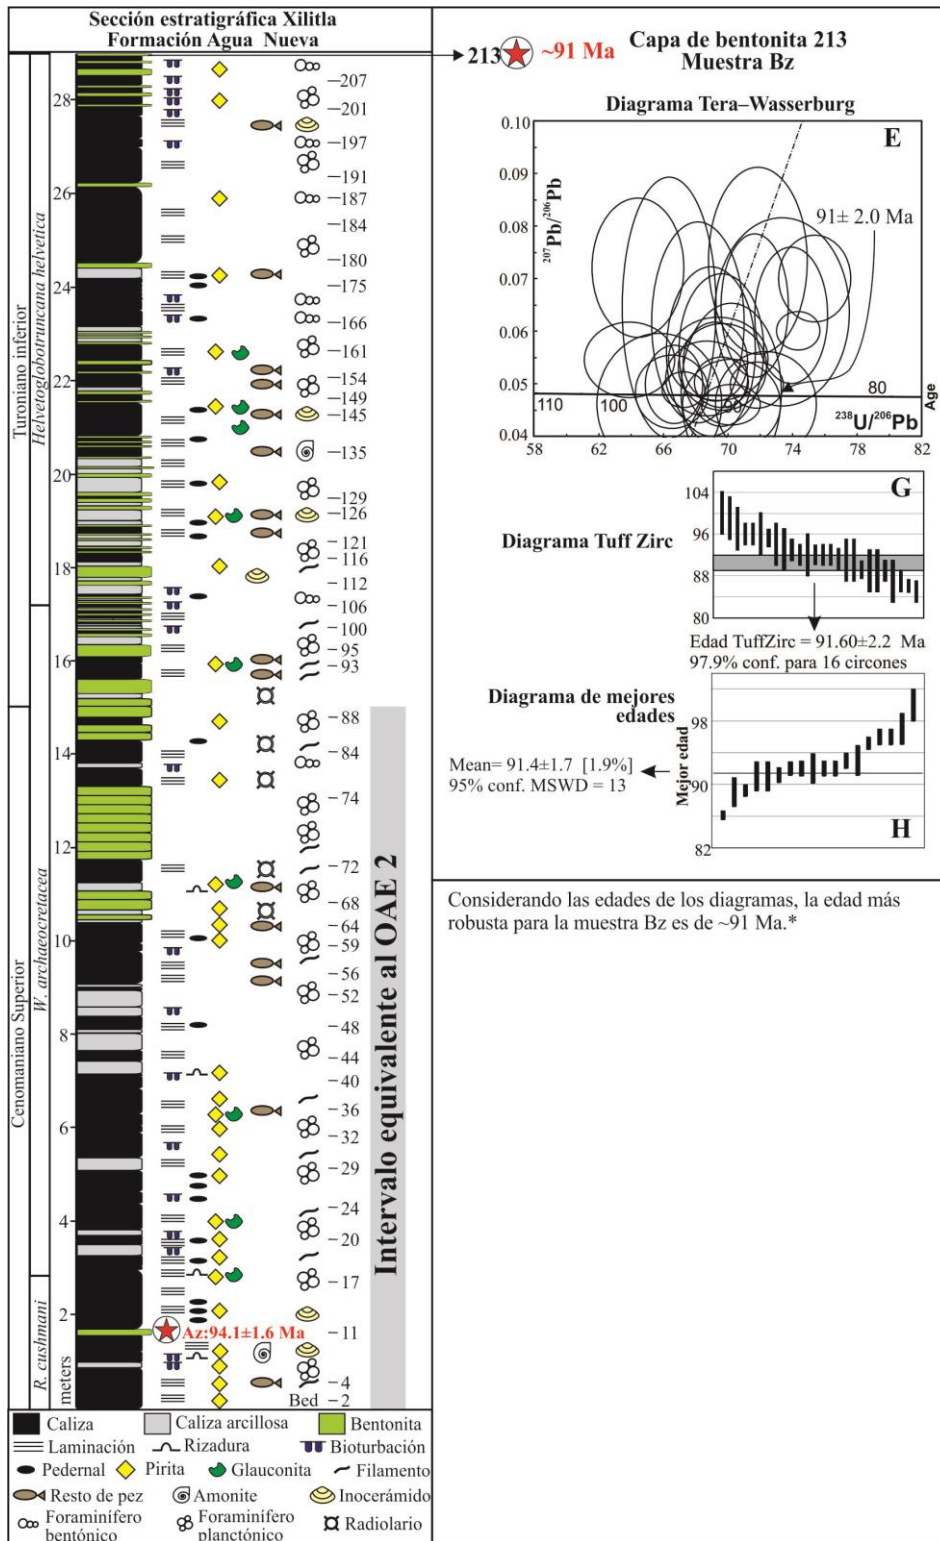 Sección estratigráfica Xilitla
Formación Agua Nueva
213
~91 Ma
Capa de bentonita 213
Muestra Bz
Diagrama Tera–Wasserburg
E
0.10
0.09
0.08
0.07
0.06
0.05
0.04
²⁰⁷Pb/²⁰⁶Pb
91± 2.0 Ma
110
100
90
80
²³⁸U/²⁰⁶Pb
Age
58
62
66
70
74
78
82
Diagrama Tuff Zirc
G
104
96
88
80
Edad TuffZirc = 91.60±2.2 Ma
97.9% conf. para 16 circones
Diagrama de mejores
edades
Mean= 91.4±1.7 [1.9%]
95% conf. MSWD = 13
Mejor edad
98
90
82
H
Considerando las edades de los diagramas, la edad más
robusta para la muestra Bz es de ~91 Ma.*
Turoniano inferior
Cenomaniano Superior
Helvetoglobotruncana helvetica
W. archaeocretacea
R. cushmani
28
26
24
22
20
18
16
14
12
10
8
6
4
2
meters
207
201
197
191
187
184
180
175
166
161
154
149
145
135
129
126
121
116
112
106
100
95
93
88
84
74
72
68
64
59
56
52
48
44
40
36
32
29
24
20
17
11
4
Bed 2
Az:94.1±1.6 Ma
Intervalo equivalente al OAE 2
Caliza
Caliza arcillosa
Bentonita
Laminación
Rizadura
Bioturbación
Pedernal
Pirita
Glauconita
Filamento
Resto de pez
Amonite
Inocerámido
Foraminífero
bentónico
Foraminífero
planctónico
Radiolario